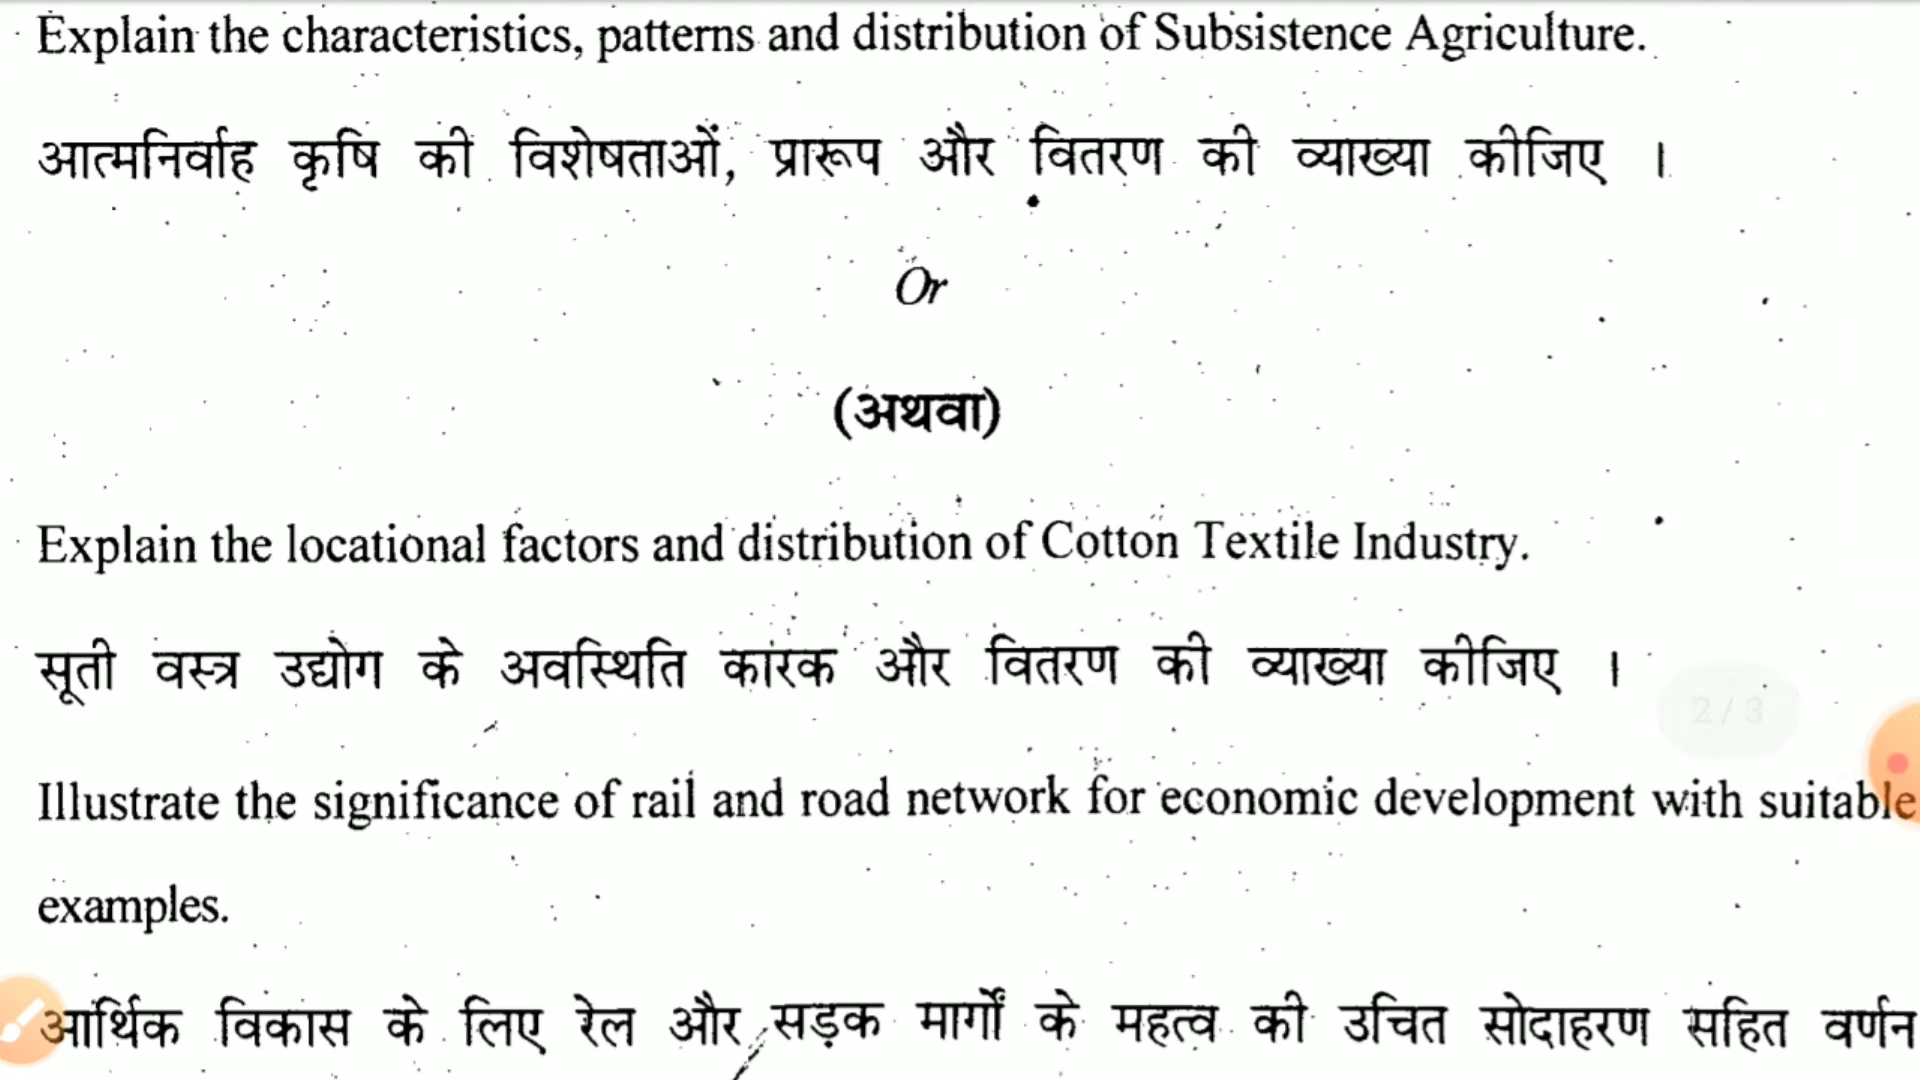 Explain the characteristics, patterns and distribution of Subsistence Agriculture.
आत्मनिर्वाह कृषि की विशेषताओं, प्रारूप और वितरण की व्याख्या कीजिए ।
Or
(अथवा)
Explain the locational factors and distribution of Cotton Textile Industry.
सूती वस्त्र उद्योग के अवस्थिति कारक और वितरण की व्याख्या कीजिए ।
2 / 3
Illustrate the significance of rail and road network for economic development with suitable
examples.
आर्थिक विकास के लिए रेल और सड़क मार्गों के महत्व की उचित सोदाहरण सहित वर्णन